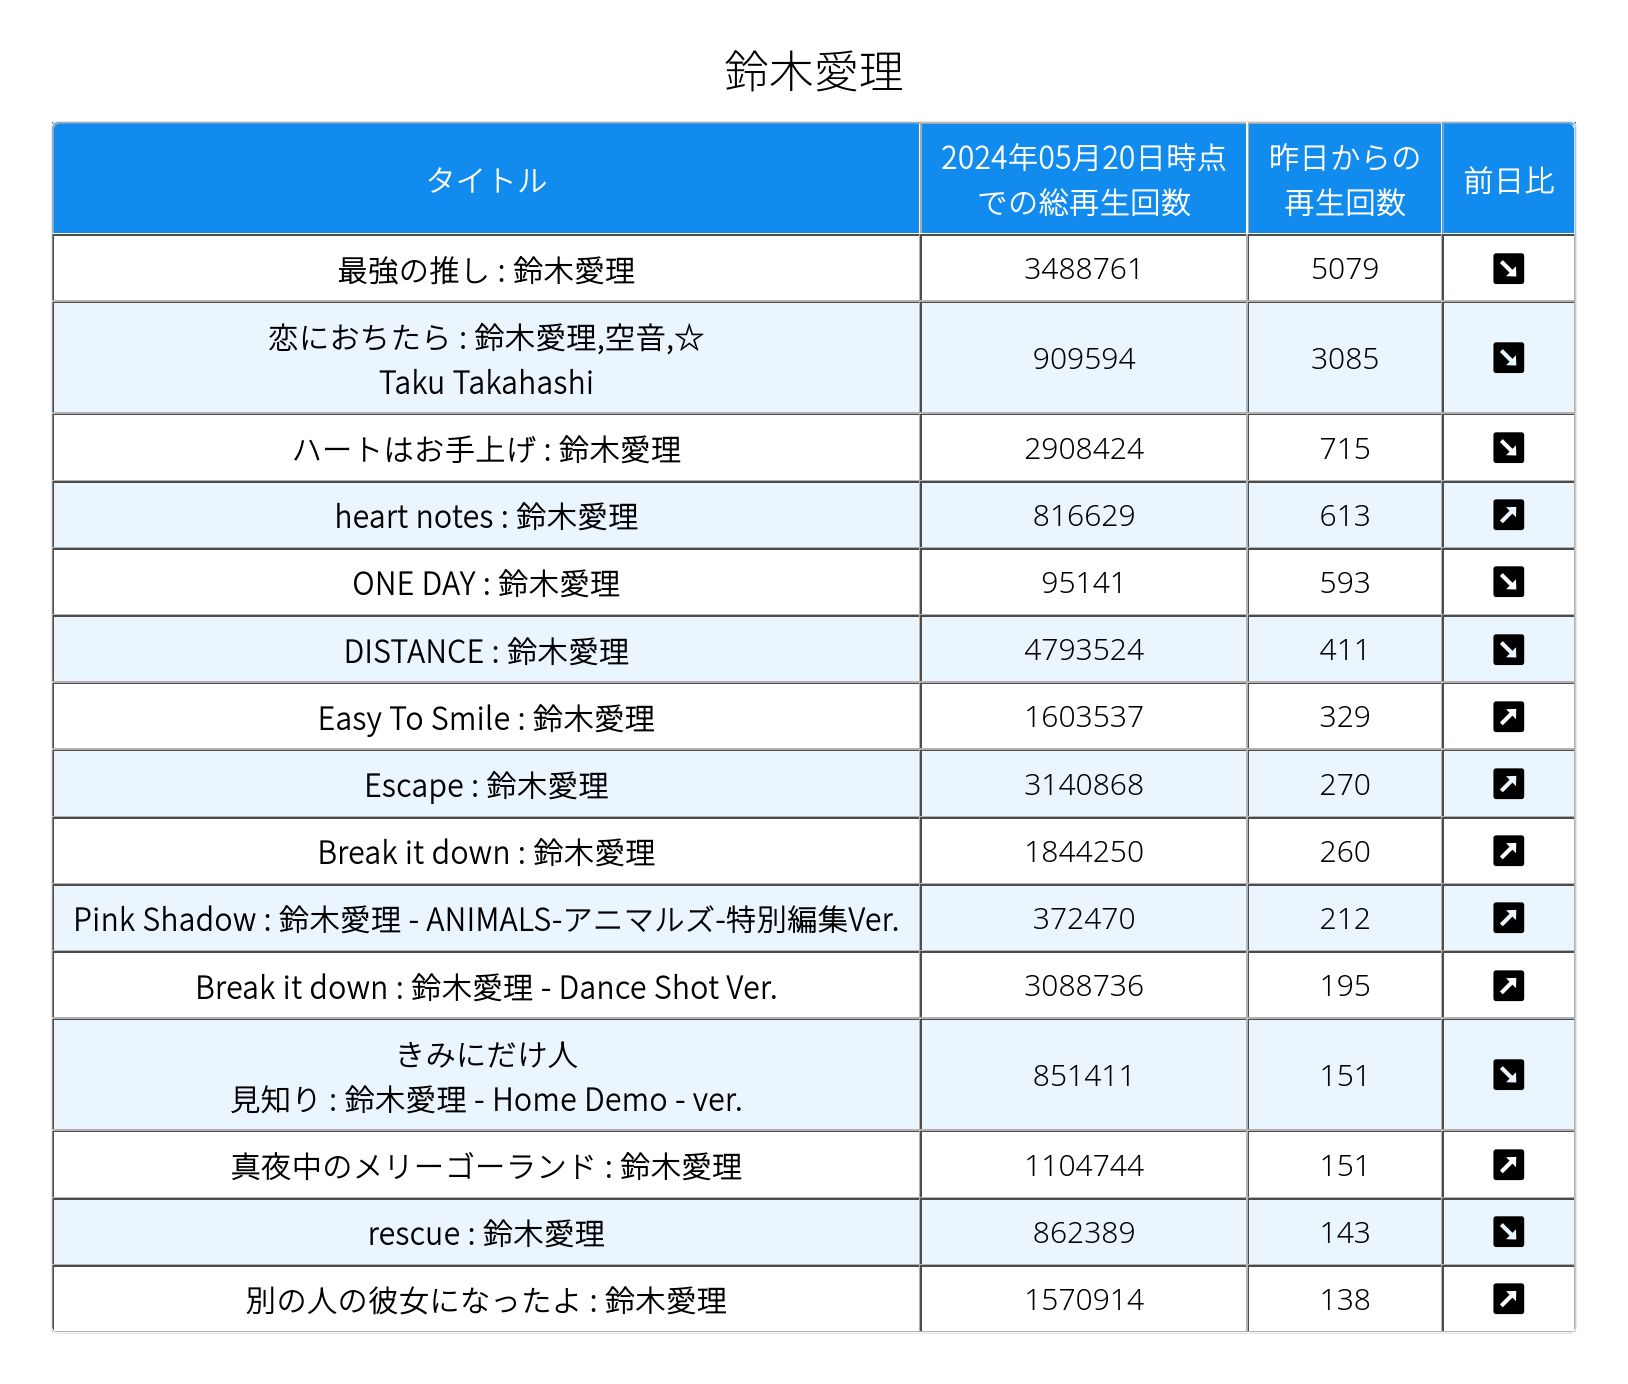 鈴木愛理
タイトル
2024年05月20日時点
での総再生回数
昨日からの
再生回数
前日比
最強の推し : 鈴木愛理 3488761 5079 ↘
恋におちたら : 鈴木愛理,空音,☆
Taku Takahashi
909594 3085 ↘
ハートはお手上げ : 鈴木愛理 2908424 715 ↘
heart notes : 鈴木愛理 816629 613 ↗
ONE DAY : 鈴木愛理 95141 593 ↘
DISTANCE : 鈴木愛理 4793524 411 ↘
Easy To Smile : 鈴木愛理 1603537 329 ↗
Escape : 鈴木愛理 3140868 270 ↗
Break it down : 鈴木愛理 1844250 260 ↗
Pink Shadow : 鈴木愛理 - ANIMALS-アニマルズ-特別編集Ver. 372470 212 ↗
Break it down : 鈴木愛理 - Dance Shot Ver. 3088736 195 ↗
きみにだけ人
見知り : 鈴木愛理 - Home Demo - ver.
851411 151 ↘
真夜中のメリーゴーランド : 鈴木愛理 1104744 151 ↗
rescue : 鈴木愛理 862389 143 ↘
別の人の彼女になったよ : 鈴木愛理 1570914 138 ↗